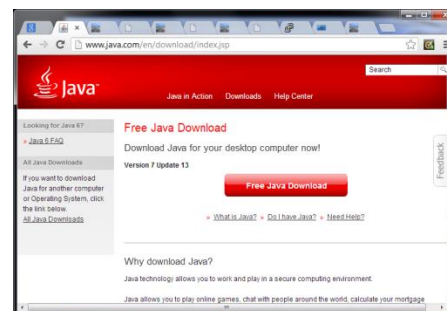 www.java.com/en/download/index.jsp
Search
Java
Java in Action Downloads Help Center
Looking for Java 6?
» Java 6 FAQ
All Java Downloads
If you want to download
Java for another computer
or Operating System, click
the link below.
All Java Downloads
Free Java Download
Download Java for your desktop computer now!
Version 7 Update 13
Free Java Download
» What is Java? » Do I have Java? » Need Help?
Why download Java?
Java technology allows you to work and play in a secure computing environment.
Java allows you to play online games, chat with people around the world, calculate your mortgage
Feedback